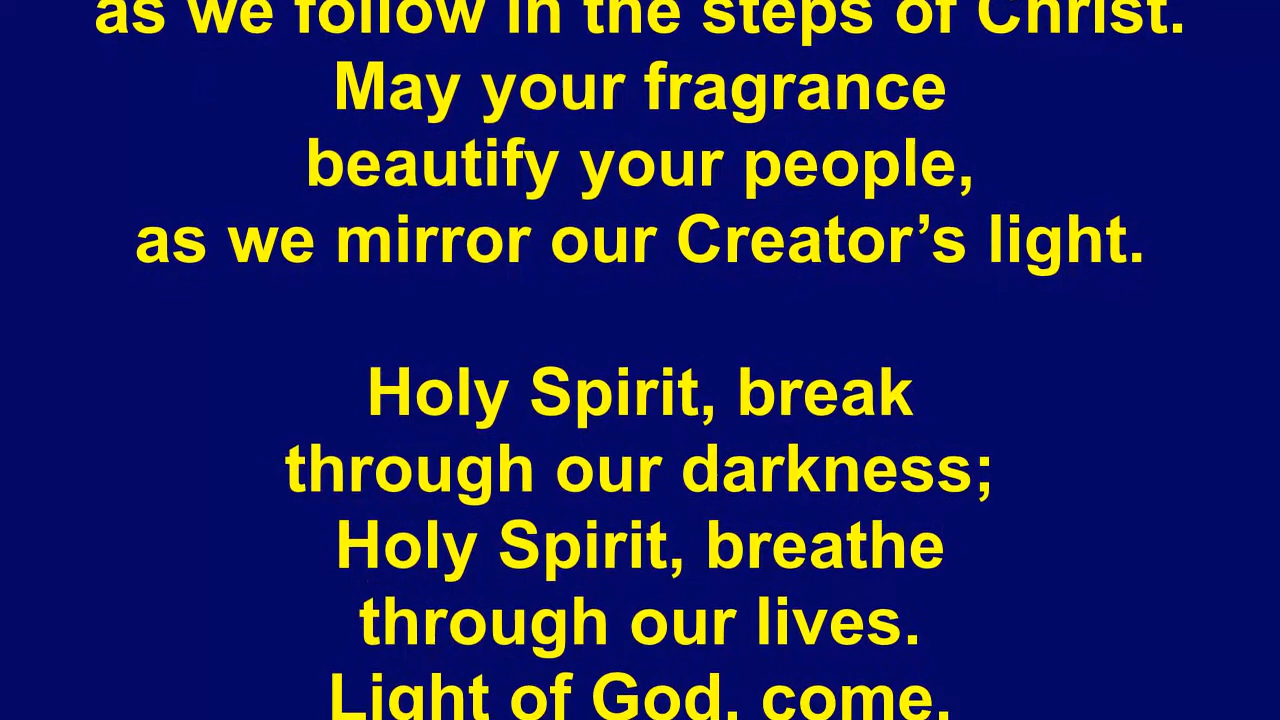 as we follow in the steps of Christ.
May your fragrance
beautify your people,
as we mirror our Creator’s light.
Holy Spirit, break
through our darkness;
Holy Spirit, breathe
through our lives.
Light of God, come,